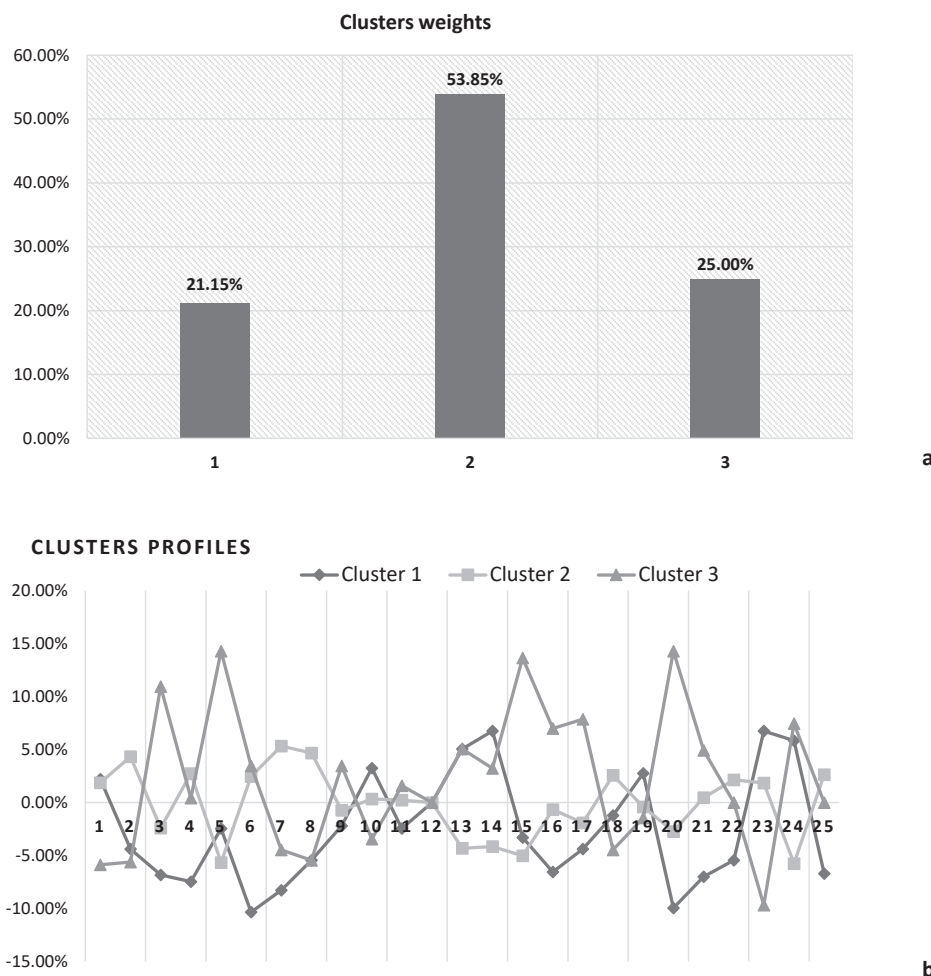 Clusters weights
60.00%
50.00%
40.00%
30.00%
20.00%
10.00%
0.00%
21.15%
53.85%
25.00%
1 2 3
a
CLUSTERS PROFILES
Cluster 1 Cluster 2 Cluster 3
20.00%
15.00%
10.00%
5.00%
0.00%
-5.00%
-10.00%
-15.00%
1 2 3 4 5 6 7 8 9 10 11 12 13 14 15 16 17 18 19 20 21 22 23 24 25
b